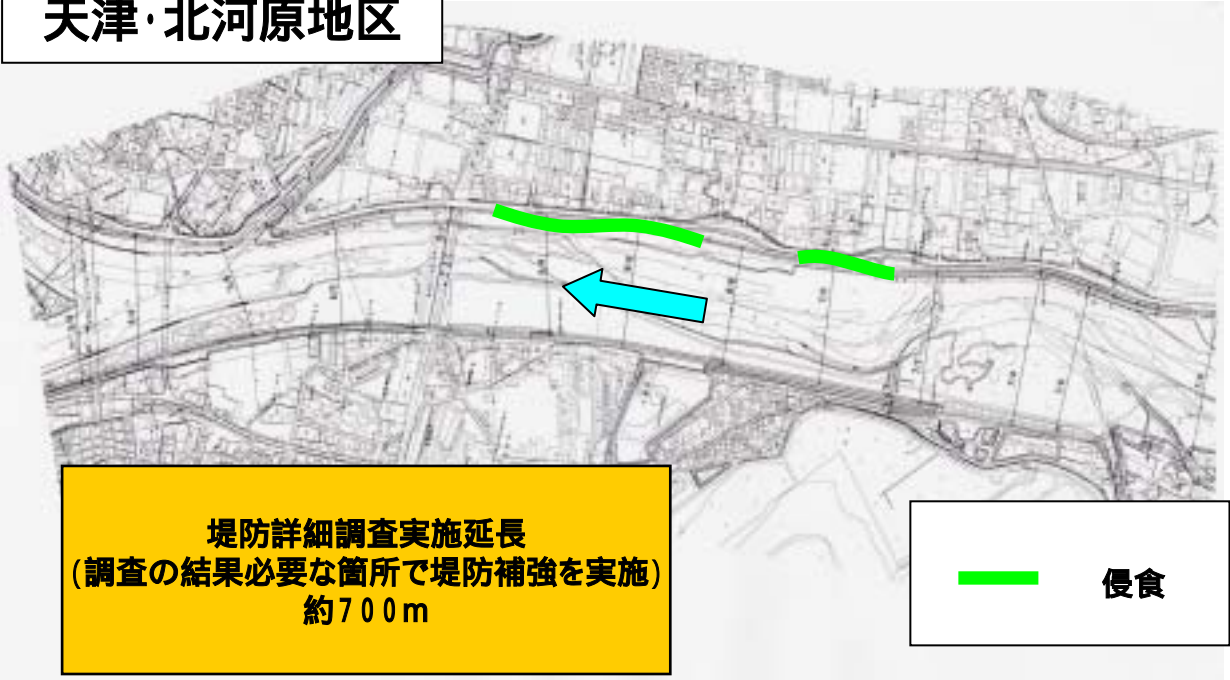 天津・北河原地区
堤防詳細調査実施延長
(調査の結果必要な箇所で堤防補強を実施)
約700m
侵食